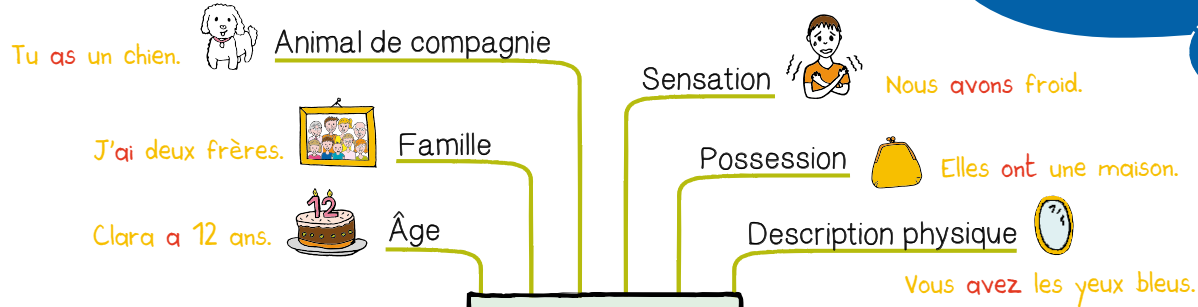 Tu as un chien.
Animal de compagnie
J'ai deux frères.
Famille
Clara a 12 ans.
12
Âge
Sensation
Nous avons froid.
Possession
Elles ont une maison.
Description physique
Vous avez les yeux bleus.